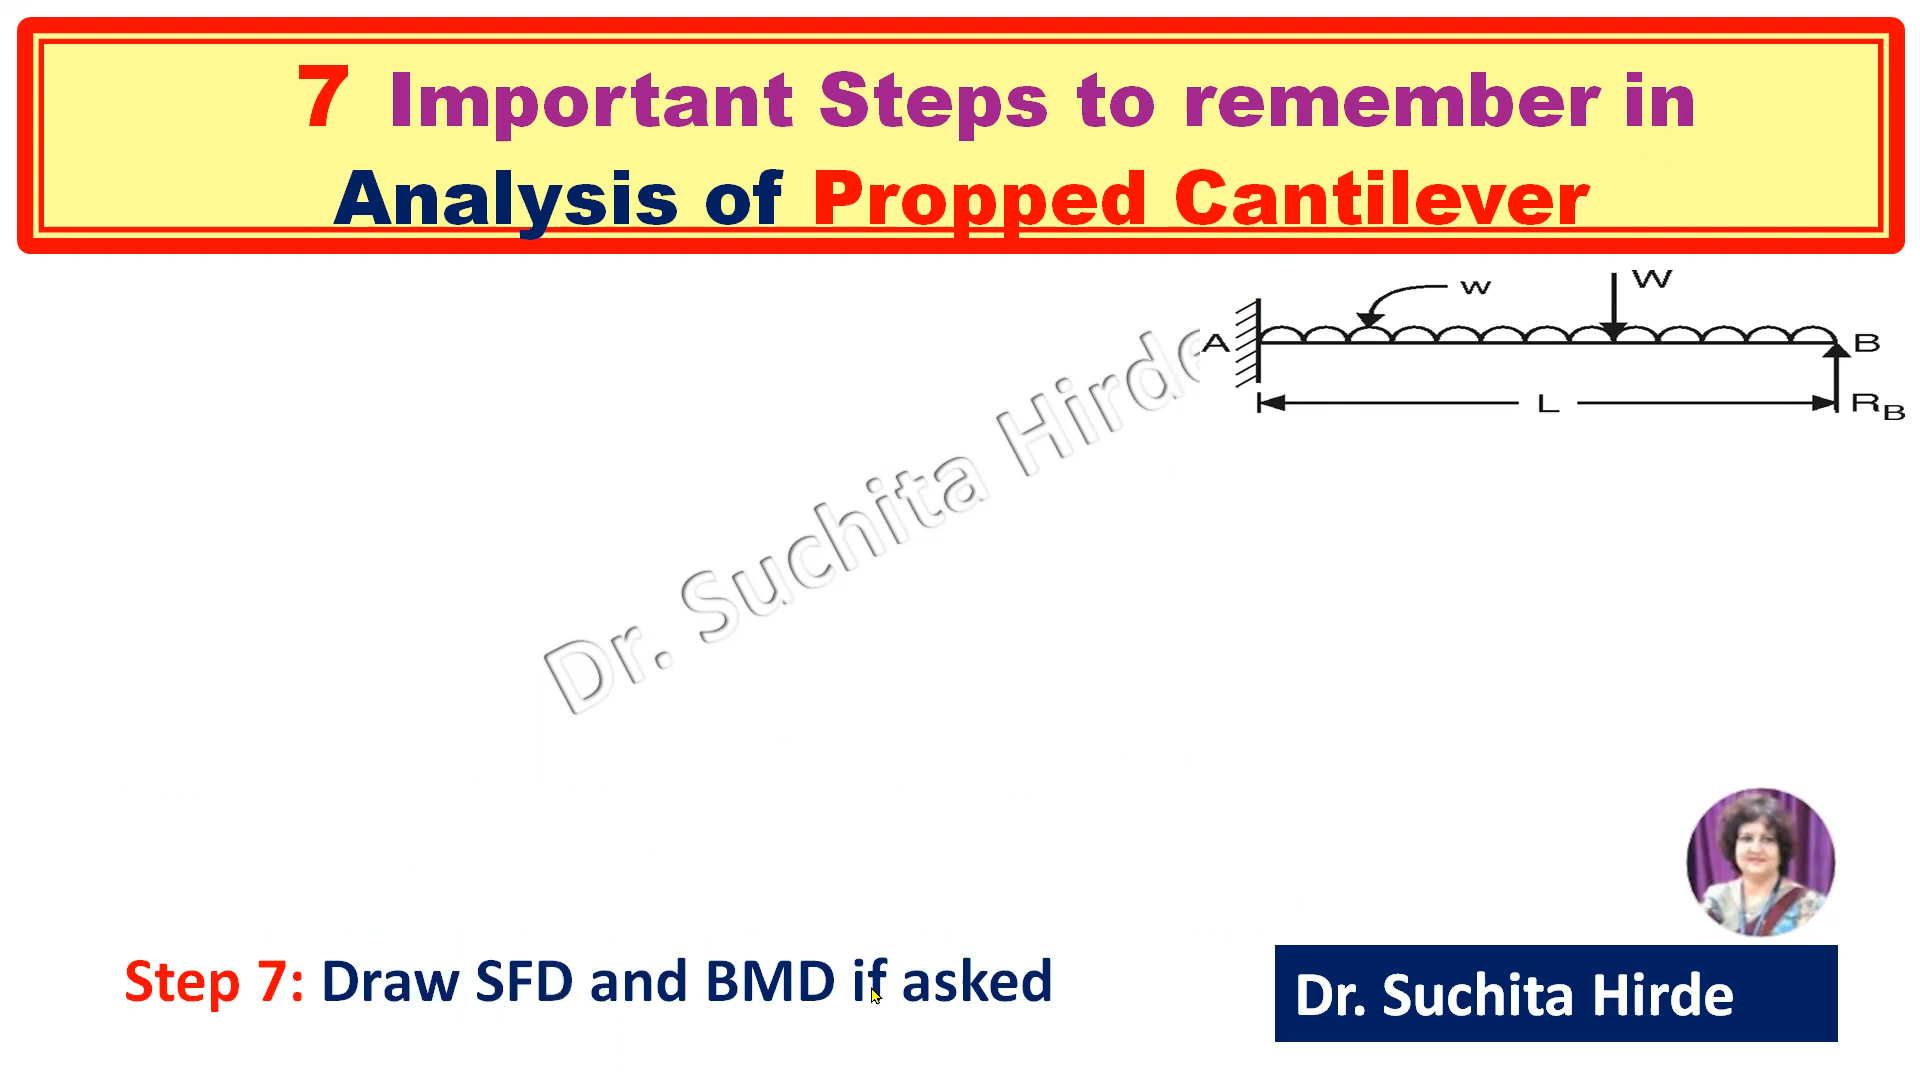 7 Important Steps to remember in
Analysis of Propped Cantilever
w
W
A
B
L
RB
Dr. Suchita Hirde
Step 7: Draw SFD and BMD if asked
Dr. Suchita Hirde